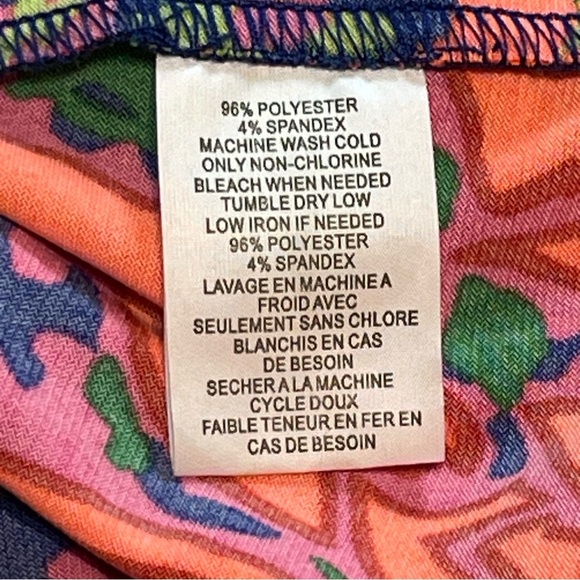 96% POLYESTER
4% SPANDEX
MACHINE WASH COLD
ONLY NON-CHLORINE
BLEACH WHEN NEEDED
TUMBLE DRY LOW
LOW IRON IF NEEDED
96% POLYESTER
4% SPANDEX
LAVAGE EN MACHINE A
FROID AVEC
SEULEMENT SANS CHLORE
BLANCHIS EN CAS
DE BESOIN
SECHER A LA MACHINE
CYCLE DOUX
FAIBLE TENEUR EN FER EN
CAS DE BESOIN